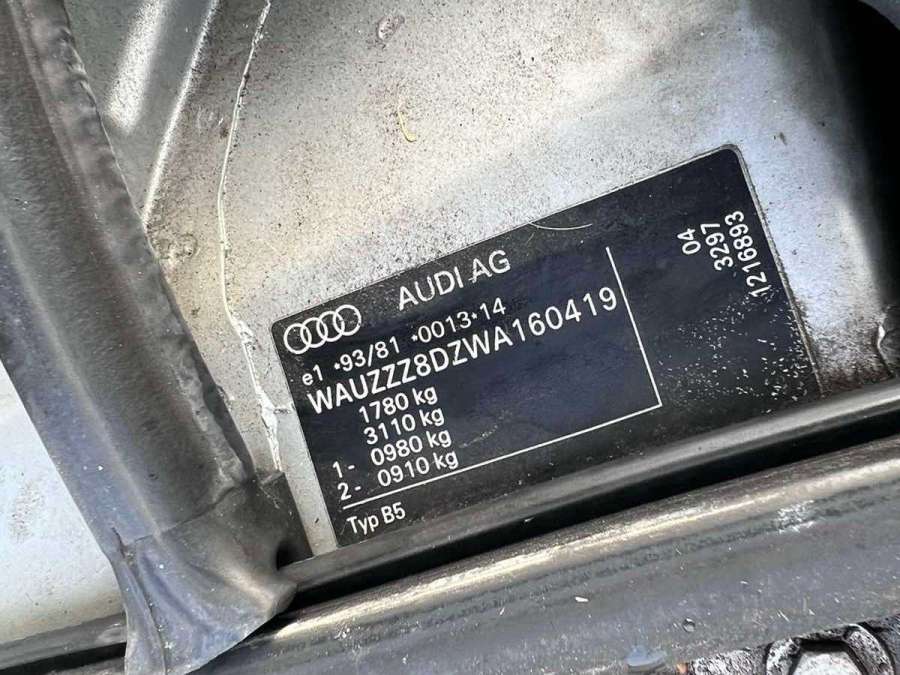 AUDI AG
e1 *93/81 *0013*14
WAUZZZ8DZWA160419
1780 kg
3110 kg
1- 0980 kg
2- 0910 kg
Typ B5
04
3297
1216893